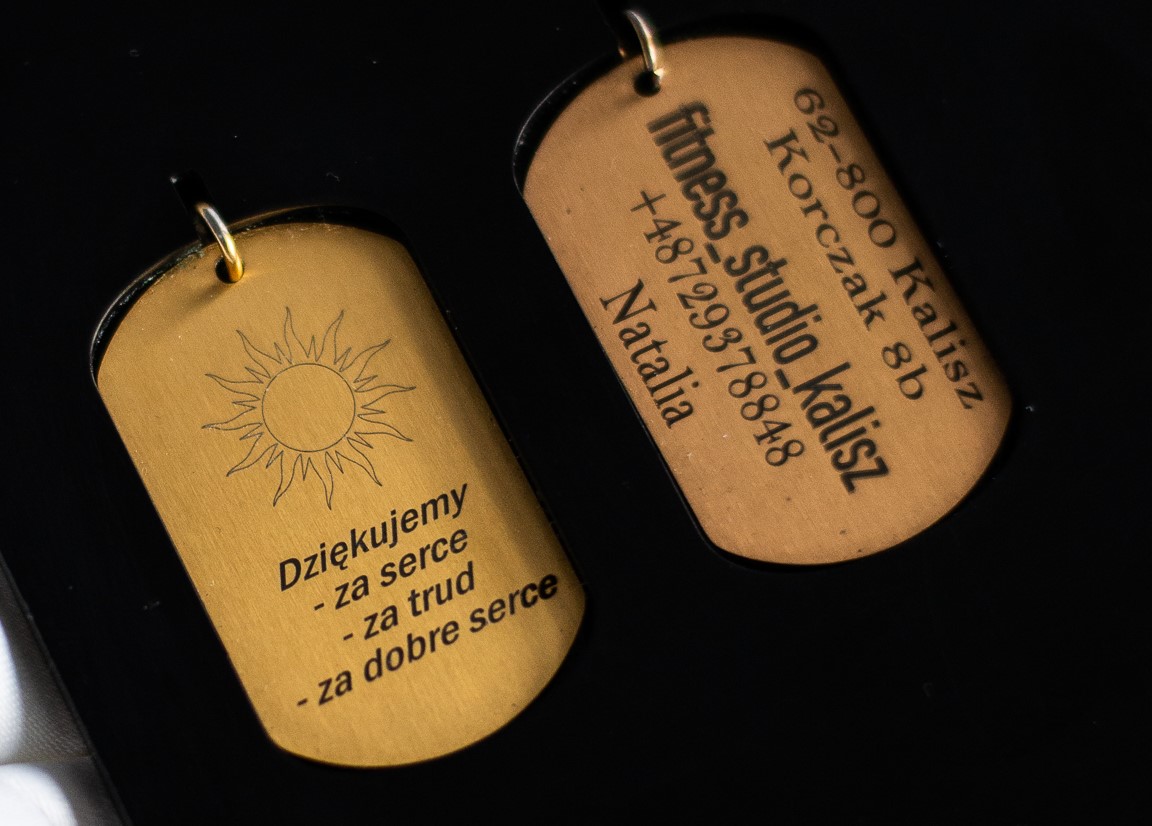 Dziękujemy
- za serce
- za trud
- za dobre serce
62-800 Kalisz
Korczak 8b
fitness_studio_kalisz
+48729378848
Natalia